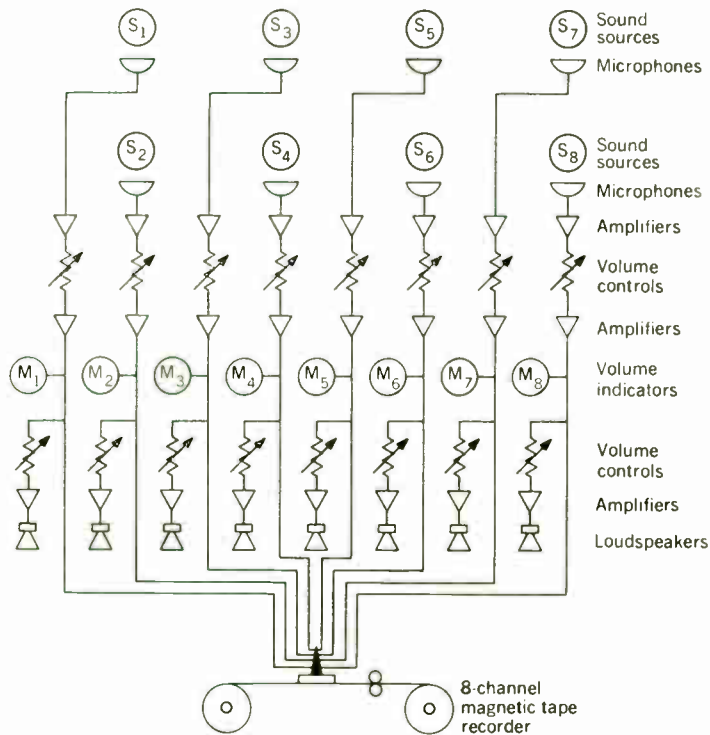 S1 S3 S5 S7 Sound
sources
Microphones
S2 S4 S6 S8 Sound
sources
Microphones
Amplifiers
Volume
controls
Amplifiers
M1 M2 M3 M4 M5 M6 M7 M8 Volume
indicators
Volume
controls
Amplifiers
Loudspeakers
8-channel
magnetic tape
recorder